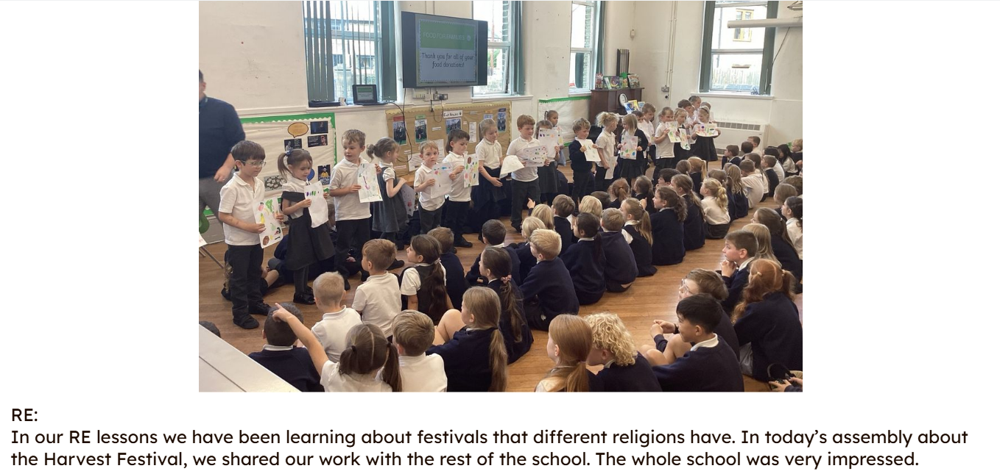 FOOD FOR FAMILIES
Thank you for all of your
food donations!
RE:
In our RE lessons we have been learning about festivals that different religions have. In today’s assembly about
the Harvest Festival, we shared our work with the rest of the school. The whole school was very impressed.